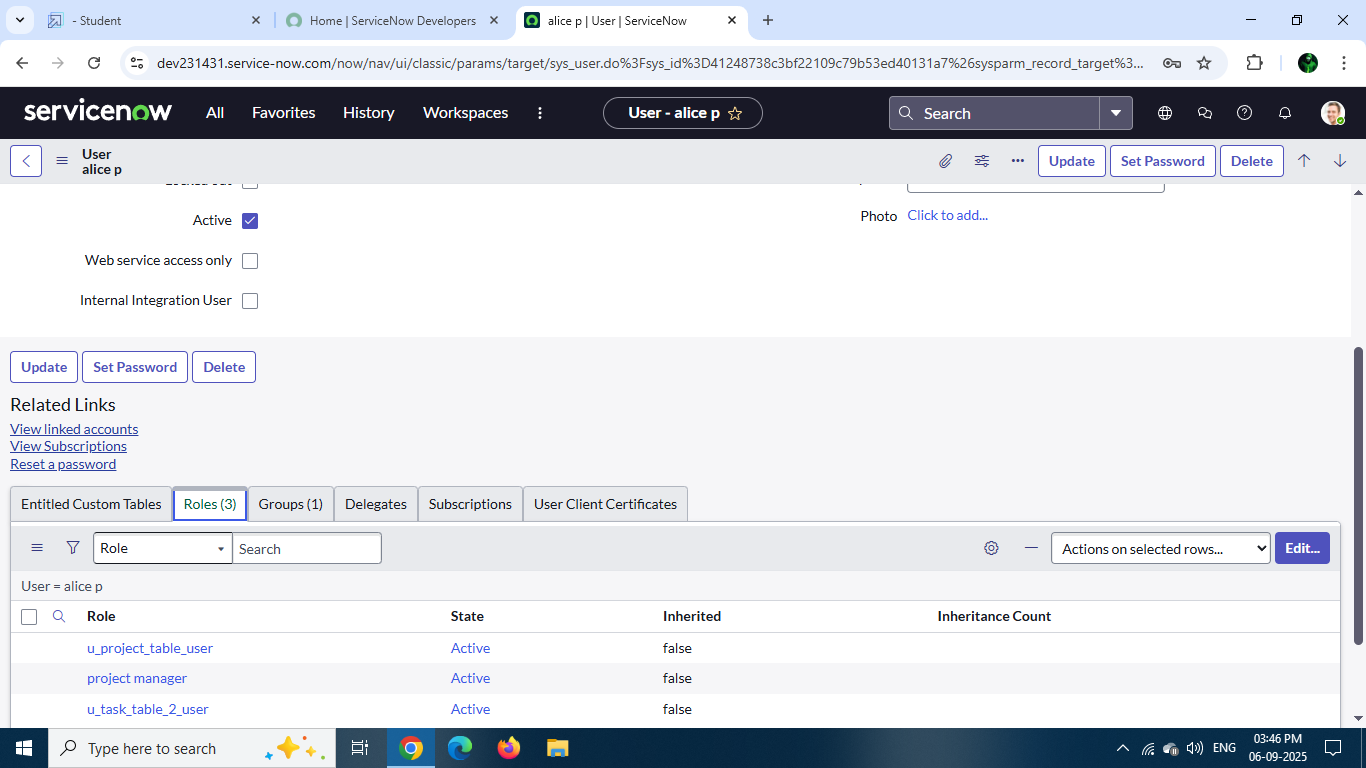 - Student
Home | ServiceNow Developers
alice p | User | ServiceNow
dev231431.service-now.com/now/nav/ui/classic/params/target/sys_user.do%3Fsys_id%3D41248738c3bf22109c79b53ed40131a7%26sysparm_record_target%3...
servicenow
All
Favorites
History
Workspaces
User - alice p
Search
User
alice p
Update
Set Password
Delete
Active
Photo
Click to add...
Web service access only
Internal Integration User
Update
Set Password
Delete
Related Links
View linked accounts
View Subscriptions
Reset a password
Entitled Custom Tables
Roles (3)
Groups (1)
Delegates
Subscriptions
User Client Certificates
Role
Search
Actions on selected rows...
Edit...
User = alice p
Role
State
Inherited
Inheritance Count
u_project_table_user
Active
false
project manager
Active
false
u_task_table_2_user
Active
false
Type here to search
ENG
03:46 PM
06-09-2025